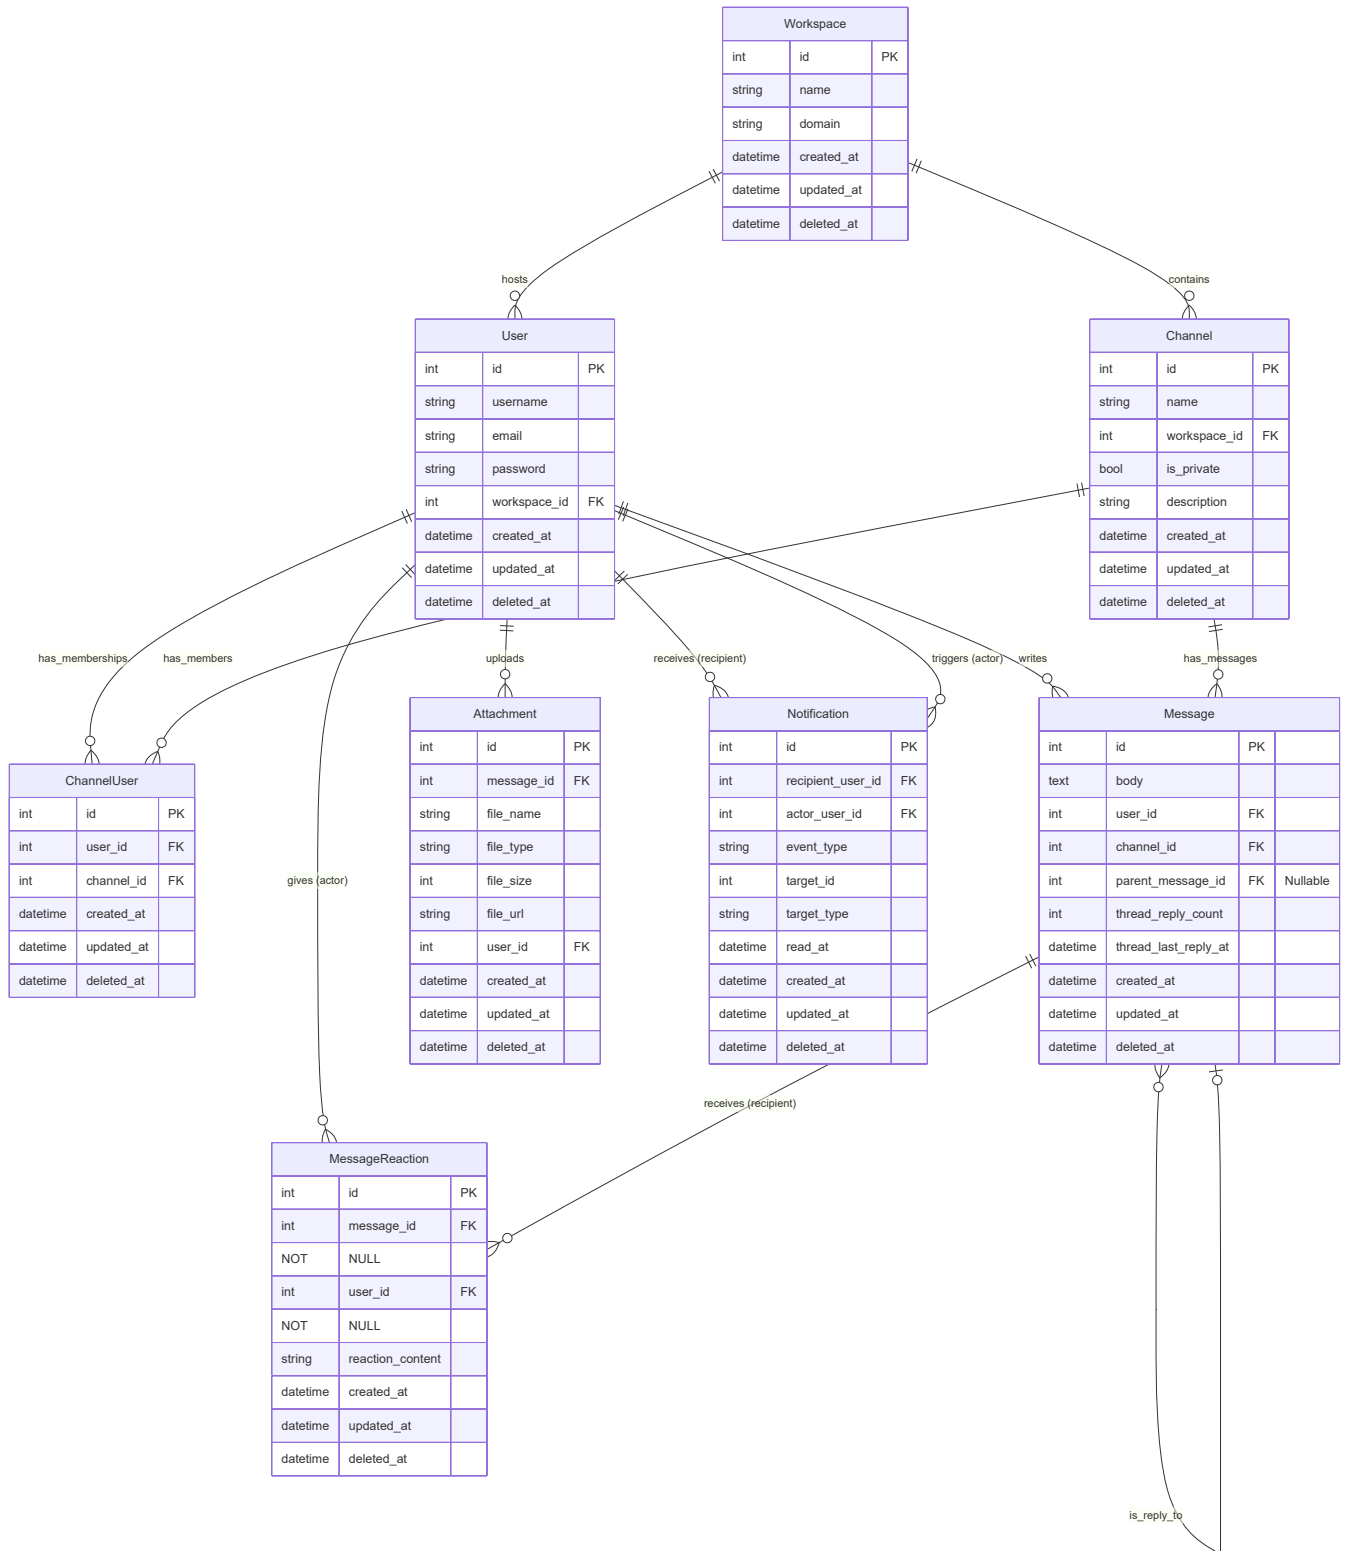 Workspace
int id PK
string name
string domain
datetime created_at
datetime updated_at
datetime deleted_at
hosts
contains
User
int id PK
string username
string email
string password
int workspace_id FK
datetime created_at
datetime updated_at
datetime deleted_at
Channel
int id PK
string name
int workspace_id FK
bool is_private
string description
datetime created_at
datetime updated_at
datetime deleted_at
has_memberships
has_members
uploads
receives (recipient)
triggers (actor)
writes
has_messages
ChannelUser
int id PK
int user_id FK
int channel_id FK
datetime created_at
datetime updated_at
datetime deleted_at
gives (actor)
Attachment
int id PK
int message_id FK
string file_name
string file_type
int file_size
string file_url
int user_id FK
datetime created_at
datetime updated_at
datetime deleted_at
Notification
int id PK
int recipient_user_id FK
int actor_user_id FK
string event_type
int target_id
string target_type
datetime read_at
datetime created_at
datetime updated_at
datetime deleted_at
Message
int id PK
text body
int user_id FK
int channel_id FK
int parent_message_id FK Nullable
int thread_reply_count
datetime thread_last_reply_at
datetime created_at
datetime updated_at
datetime deleted_at
receives (recipient)
MessageReaction
int id PK
int message_id FK
NOT NULL
int user_id FK
NOT NULL
string reaction_content
datetime created_at
datetime updated_at
datetime deleted_at
is_reply_to